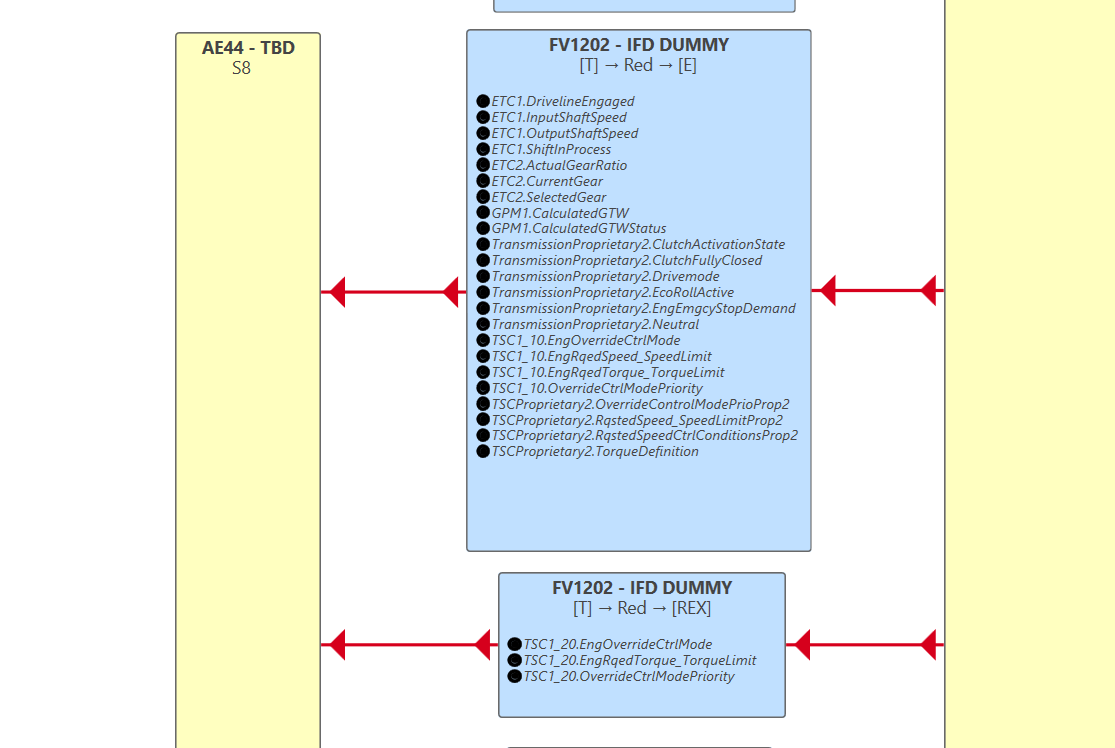 AE44 - TBD
S8
FV1202 - IFD DUMMY
[T] → Red → [E]
ETC1.DrivelineEngaged
ETC1.InputShaftSpeed
ETC1.OutputShaftSpeed
ETC1.ShiftInProcess
ETC2.ActualGearRatio
ETC2.CurrentGear
ETC2.SelectedGear
GPM1.CalculatedGTW
GPM1.CalculatedGTWStatus
TransmissionProprietary2.ClutchActivationState
TransmissionProprietary2.ClutchFullyClosed
TransmissionProprietary2.Drivemode
TransmissionProprietary2.EcoRollActive
TransmissionProprietary2.EngEmgcyStopDemand
TransmissionProprietary2.Neutral
TSC1_10.EngOverrideCtrlMode
TSC1_10.EngRqedSpeed_SpeedLimit
TSC1_10.EngRqedTorque_TorqueLimit
TSC1_10.OverrideCtrlModePriority
TSCProprietary2.OverrideControlModePrioProp2
TSCProprietary2.RqstedSpeed_SpeedLimitProp2
TSCProprietary2.RqstedSpeedCtrlConditionsProp2
TSCProprietary2.TorqueDefinition
FV1202 - IFD DUMMY
[T] → Red → [REX]
TSC1_20.EngOverrideCtrlMode
TSC1_20.EngRqedTorque_TorqueLimit
TSC1_20.OverrideCtrlModePriority